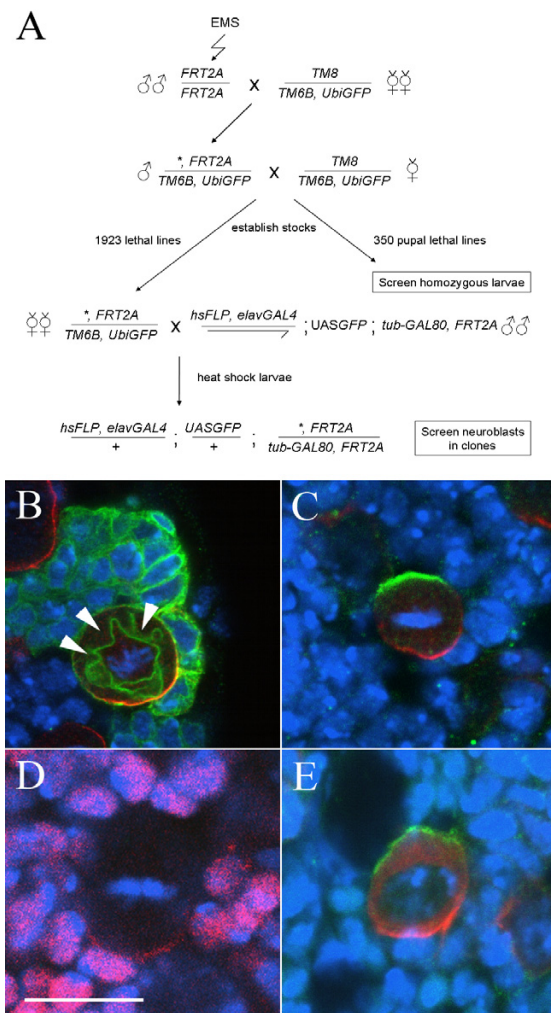 A
EMS
♂♂ FRT2A X TM8 ☿☿
FRT2A TM6B, UbiGFP
♂ *, FRT2A X TM8 ☿
TM6B, UbiGFP TM6B, UbiGFP
1923 lethal lines establish stocks 350 pupal lethal lines
Screen homozygous larvae
☿☿ *, FRT2A X hsFLP, elavGAL4 ; UASGFP ; tub-GAL80, FRT2A ♂♂
TM6B, UbiGFP
heat shock larvae
hsFLP, elavGAL4 ; UASGFP ; *, FRT2A
+ + tub-GAL80, FRT2A
Screen neuroblasts
in clones
B
C
D
E